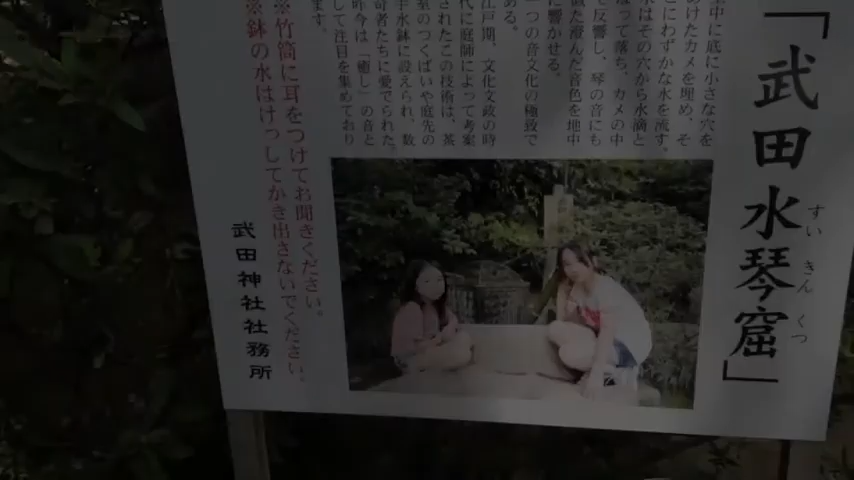 「武田水琴窟」
すいきんくつ
土中に底に小さな穴を
あけたカメを埋め、そ
こにわずかな水を流す。
水はその穴から水滴と
なって落ち、カメの中
で反響し、琴の音にも
似た澄んだ音色を地中
に響かせる。
一つの音文化の極致で
ある。
江戸期、文化文政の時
代に庭師によって考案
されたこの技術は、茶
室のつくばいや庭先の
手水鉢に設えられ、数
奇者たちに愛でられた。
昨今は「癒し」の音と
して注目を集めており
ます。
※竹筒に耳をつけてお聞きください。
※鉢の水はけっしてかき出さないでください。
武田神社社務所